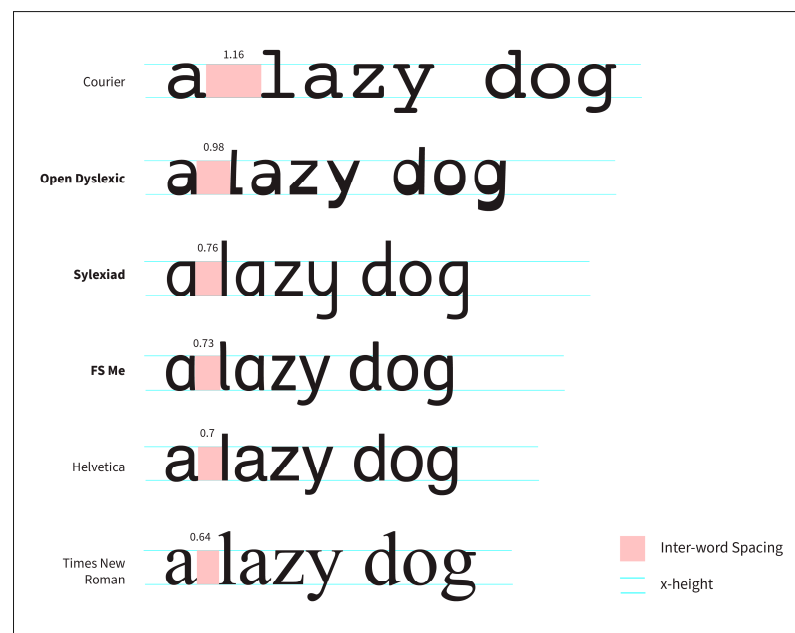 1.16
Courier a lazy dog
0.98
Open Dyslexic a lazy dog
0.76
Sylexiad a lazy dog
0.73
FS Me a lazy dog
0.7
Helvetica a lazy dog
0.64
Times New
Roman a lazy dog
Inter-word Spacing
x-height